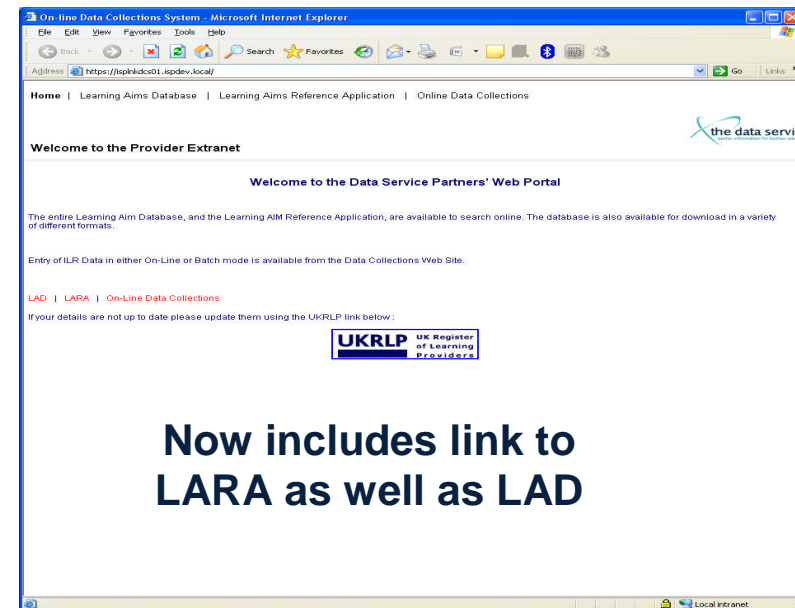 On-line Data Collections System - Microsoft Internet Explorer
File Edit View Favorites Tools Help
Back Search Favorites
Address https://isplnkdcs01.ispdev.local/ Go Links
Home | Learning Aims Database | Learning Aims Reference Application | Online Data Collections
the data servi
Welcome to the Provider Extranet
Welcome to the Data Service Partners' Web Portal
The entire Learning Aim Database, and the Learning AIM Reference Application, are available to search online. The database is also available for download in a variety
of different formats.
Entry of ILR Data in either On-Line or Batch mode is available from the Data Collections Web Site.
LAD | LARA | On-Line Data Collections
If your details are not up to date please update them using the UKRLP link below :
UKRLP UK Register
of Learning
Providers
Now includes link to
LARA as well as LAD
Local intranet